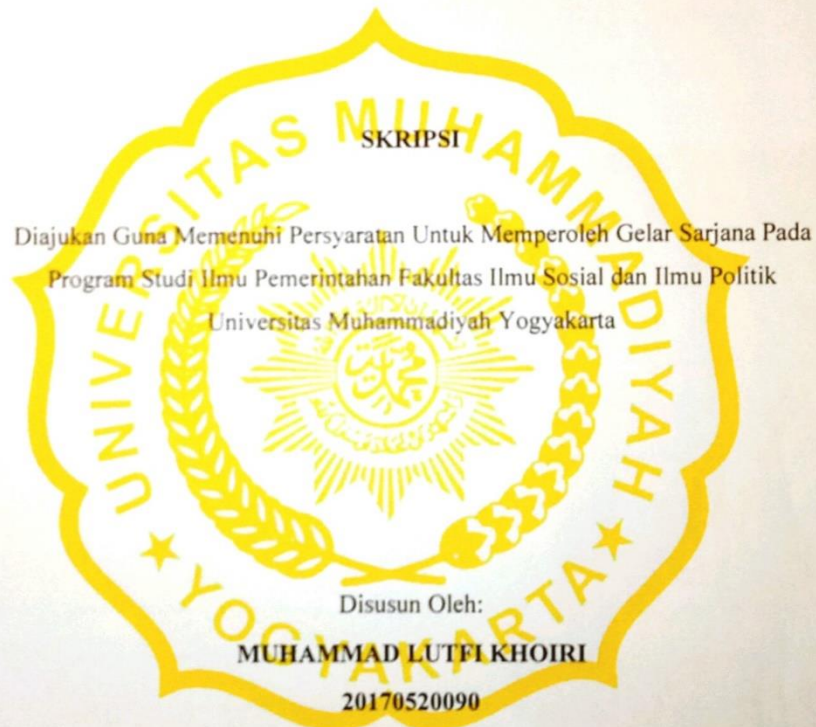 SKRIPSI
Diajukan Guna Memenuhi Persyaratan Untuk Memperoleh Gelar Sarjana Pada
Program Studi Ilmu Pemerintahan Fakultas Ilmu Sosial dan Ilmu Politik
Universitas Muhammadiyah Yogyakarta
UNIVERSITAS MUHAMMADIYAH
★ YOGYAKARTA ★
محمدية
Disusun Oleh:
MUHAMMAD LUTFI KHOIRI
20170520090